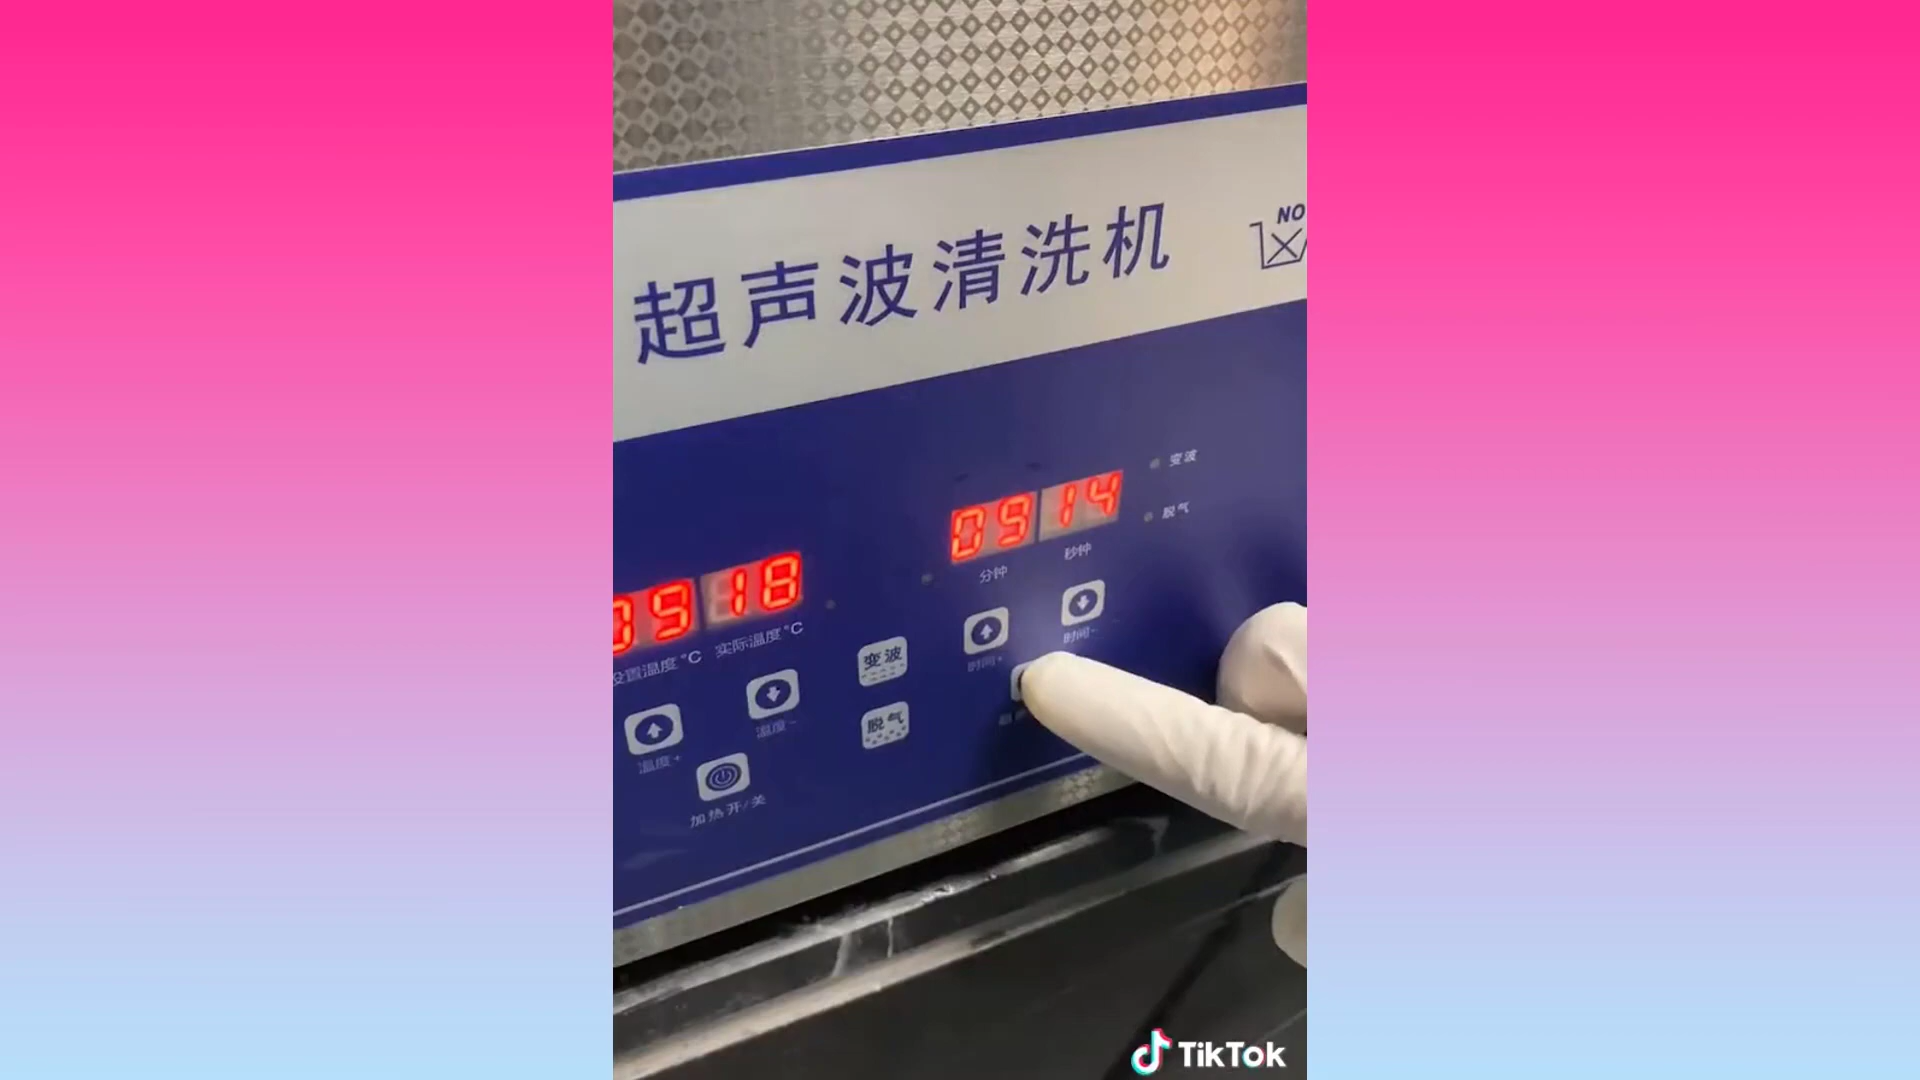 超声波清洗机
NO
变波
脱气
0914
分钟
秒钟
0918
设置温度 °C
实际温度 °C
变波
时间+
时间-
脱气
温度+
温度-
加热 开/关
TikTok